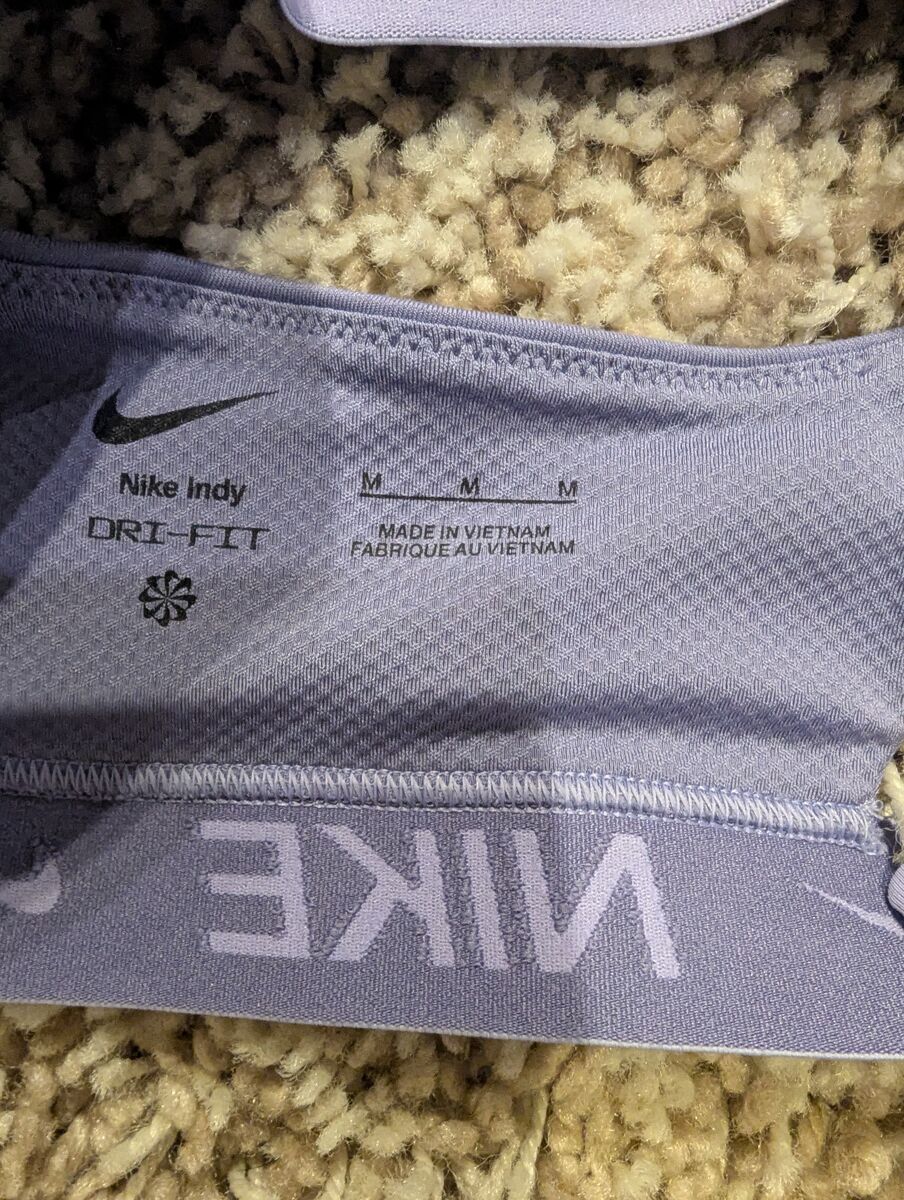 Nike Indy
DRI-FIT
M M M
MADE IN VIETNAM
FABRIQUE AU VIETNAM
NIKE